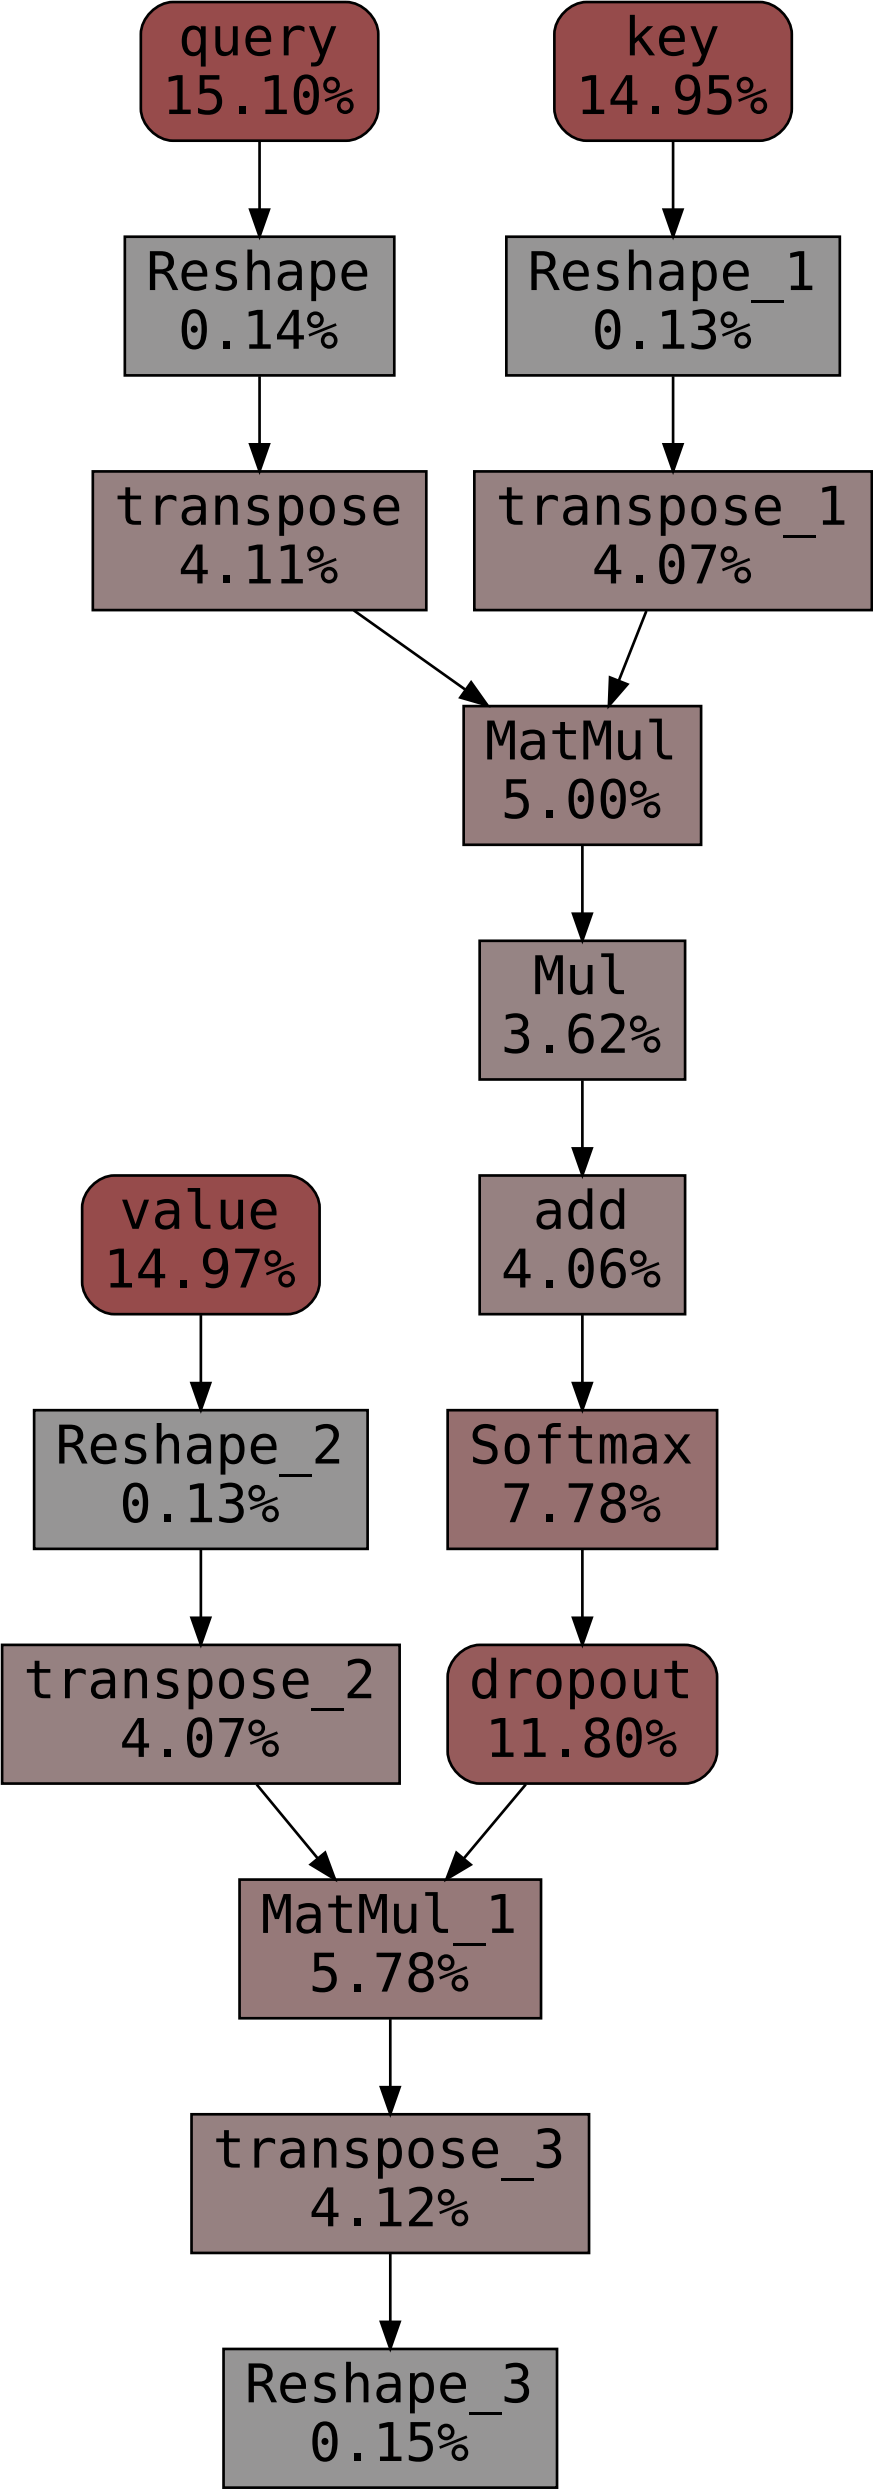 query
15.10%
key
14.95%
Reshape
0.14%
Reshape_1
0.13%
transpose
4.11%
transpose_1
4.07%
MatMul
5.00%
Mul
3.62%
add
4.06%
value
14.97%
Softmax
7.78%
Reshape_2
0.13%
dropout
11.80%
transpose_2
4.07%
MatMul_1
5.78%
transpose_3
4.12%
Reshape_3
0.15%